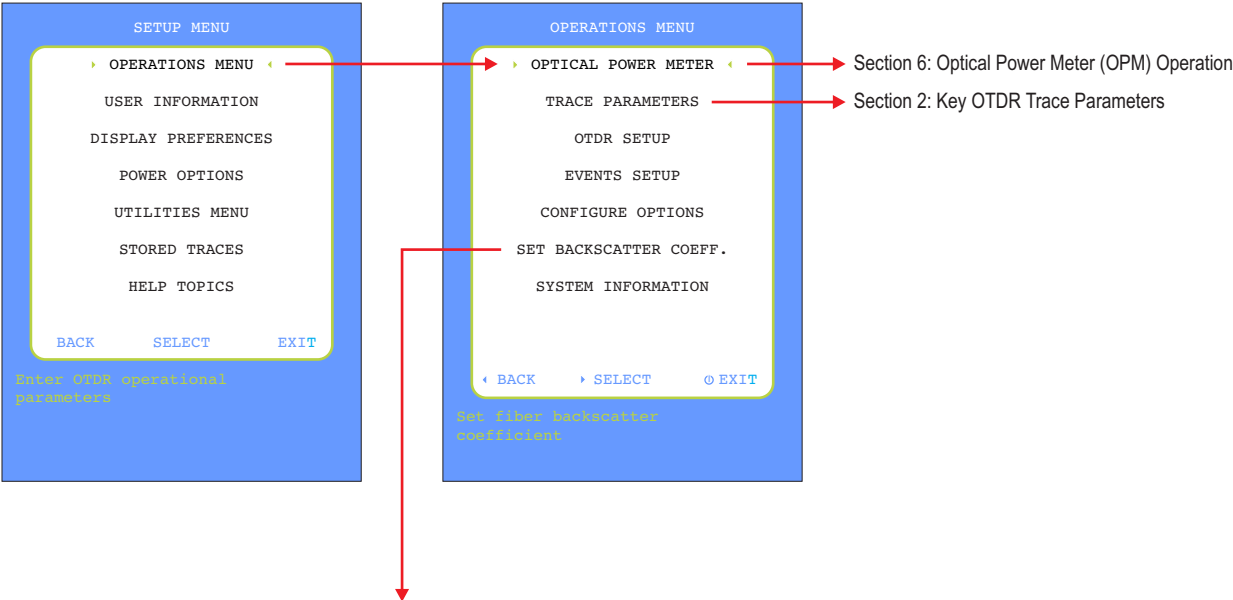 SETUP MENU
OPERATIONS MENU
USER INFORMATION
DISPLAY PREFERENCES
POWER OPTIONS
UTILITIES MENU
STORED TRACES
HELP TOPICS
BACK SELECT EXIT
Enter OTDR operational
parameters
OPERATIONS MENU
OPTICAL POWER METER
TRACE PARAMETERS
OTDR SETUP
EVENTS SETUP
CONFIGURE OPTIONS
SET BACKSCATTER COEFF.
SYSTEM INFORMATION
BACK SELECT EXIT
Set fiber backscatter
coefficient
Section 6: Optical Power Meter (OPM) Operation
Section 2: Key OTDR Trace Parameters